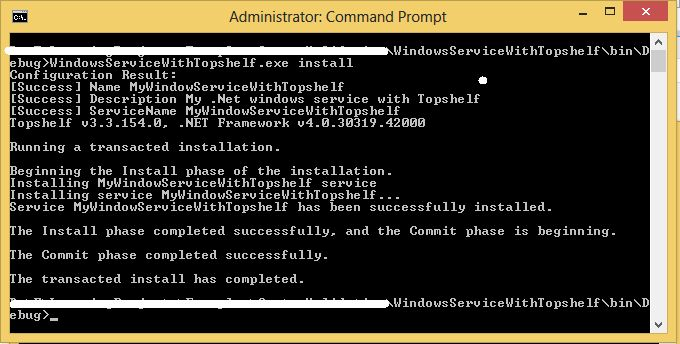 Administrator: Command Prompt
\WindowsServiceWithTopshelf\bin\D
ebug>WindowsServiceWithTopshelf.exe install
Configuration Result:
[Success] Name MyWindowServiceWithTopshelf
[Success] Description My .Net windows service with Topshelf
[Success] ServiceName MyWindowServiceWithTopshelf
Topshelf v3.3.154.0, .NET Framework v4.0.30319.42000
Running a transacted installation.
Beginning the Install phase of the installation.
Installing MyWindowServiceWithTopshelf service
Installing service MyWindowServiceWithTopshelf...
Service MyWindowServiceWithTopshelf has been successfully installed.
The Install phase completed successfully, and the Commit phase is beginning.
The Commit phase completed successfully.
The transacted install has completed.
\WindowsServiceWithTopshelf\bin\D
ebug>_